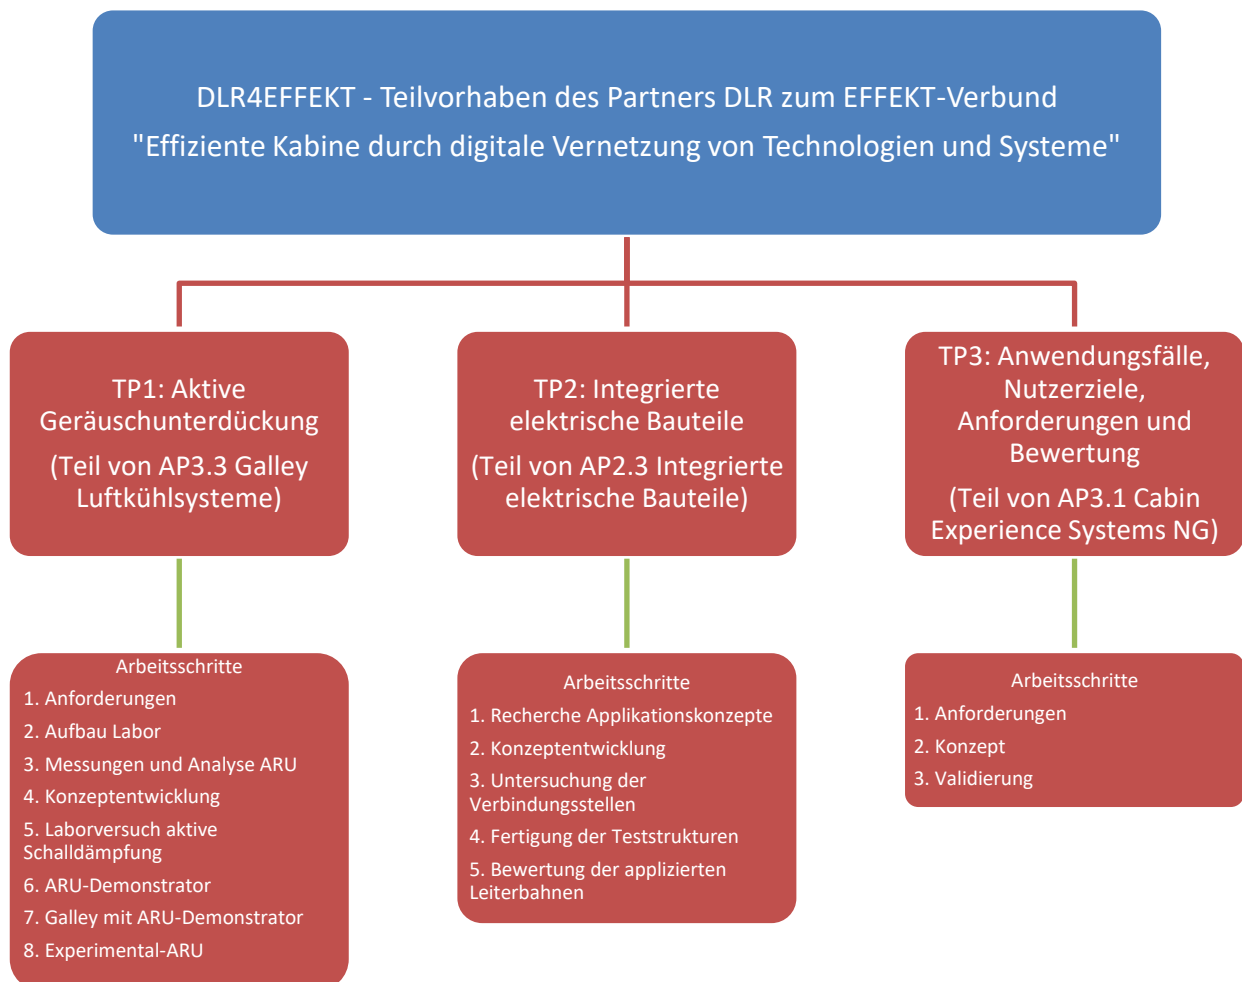 DLR4EFFEKT - Teilvorhaben des Partners DLR zum EFFEKT-Verbund
"Effiziente Kabine durch digitale Vernetzung von Technologien und Systeme"
TP1: Aktive
Geräuschunterdückung
(Teil von AP3.3 Galley
Luftkühlsysteme)
TP2: Integrierte
elektrische Bauteile
(Teil von AP2.3 Integrierte
elektrische Bauteile)
TP3: Anwendungsfälle,
Nutzerziele,
Anforderungen und
Bewertung
(Teil von AP3.1 Cabin
Experience Systems NG)
Arbeitsschritte
1. Anforderungen
2. Aufbau Labor
3. Messungen und Analyse ARU
4. Konzeptentwicklung
5. Laborversuch aktive
Schalldämpfung
6. ARU-Demonstrator
7. Galley mit ARU-Demonstrator
8. Experimental-ARU
Arbeitsschritte
1. Recherche Applikationskonzepte
2. Konzeptentwicklung
3. Untersuchung der
Verbindungsstellen
4. Fertigung der Teststrukturen
5. Bewertung der applizierten
Leiterbahnen
Arbeitsschritte
1. Anforderungen
2. Konzept
3. Validierung